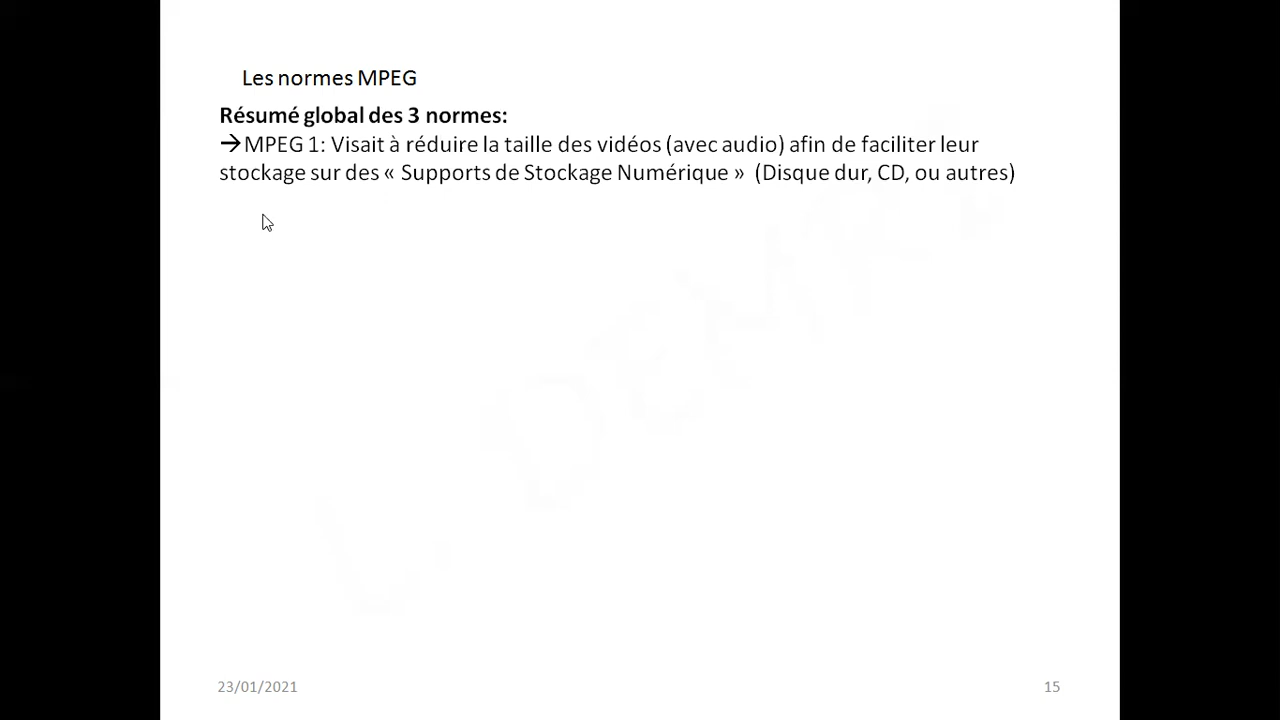 Les normes MPEG
Résumé global des 3 normes:
→MPEG 1: Visait à réduire la taille des vidéos (avec audio) afin de faciliter leur
stockage sur des « Supports de Stockage Numérique »  (Disque dur, CD, ou autres)
23/01/2021
15